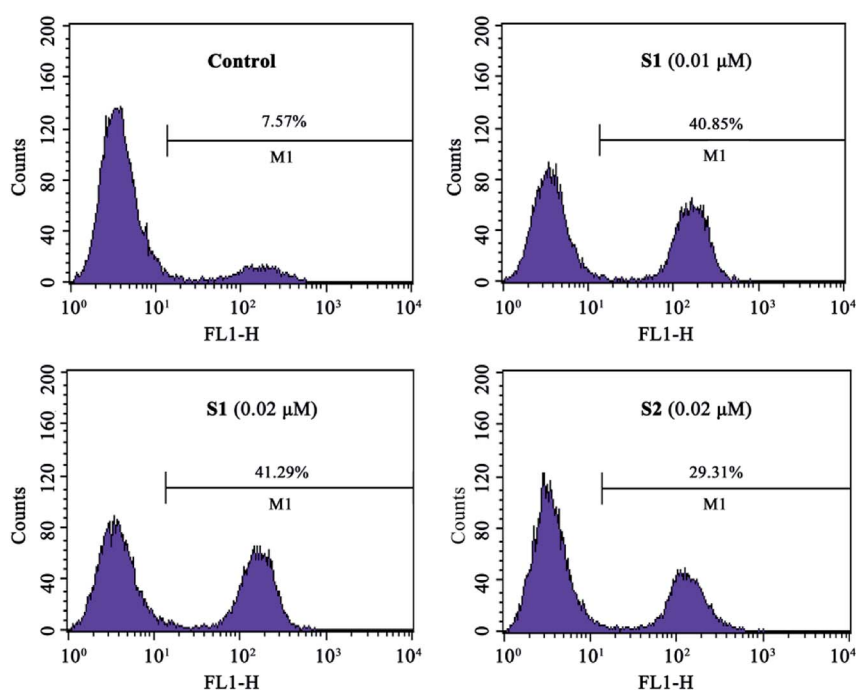 Control
7.57%
M1
200
160
120
80
40
0
Counts
10⁰ 10¹ 10² 10³ 10⁴
FL1-H
S1 (0.01 µM)
40.85%
M1
200
160
120
80
40
0
Counts
10⁰ 10¹ 10² 10³ 10⁴
FL1-H
S1 (0.02 µM)
41.29%
M1
200
160
120
80
40
0
Counts
10⁰ 10¹ 10² 10³ 10⁴
FL1-H
S2 (0.02 µM)
29.31%
M1
200
160
120
80
40
0
Counts
10⁰ 10¹ 10² 10³ 10⁴
FL1-H